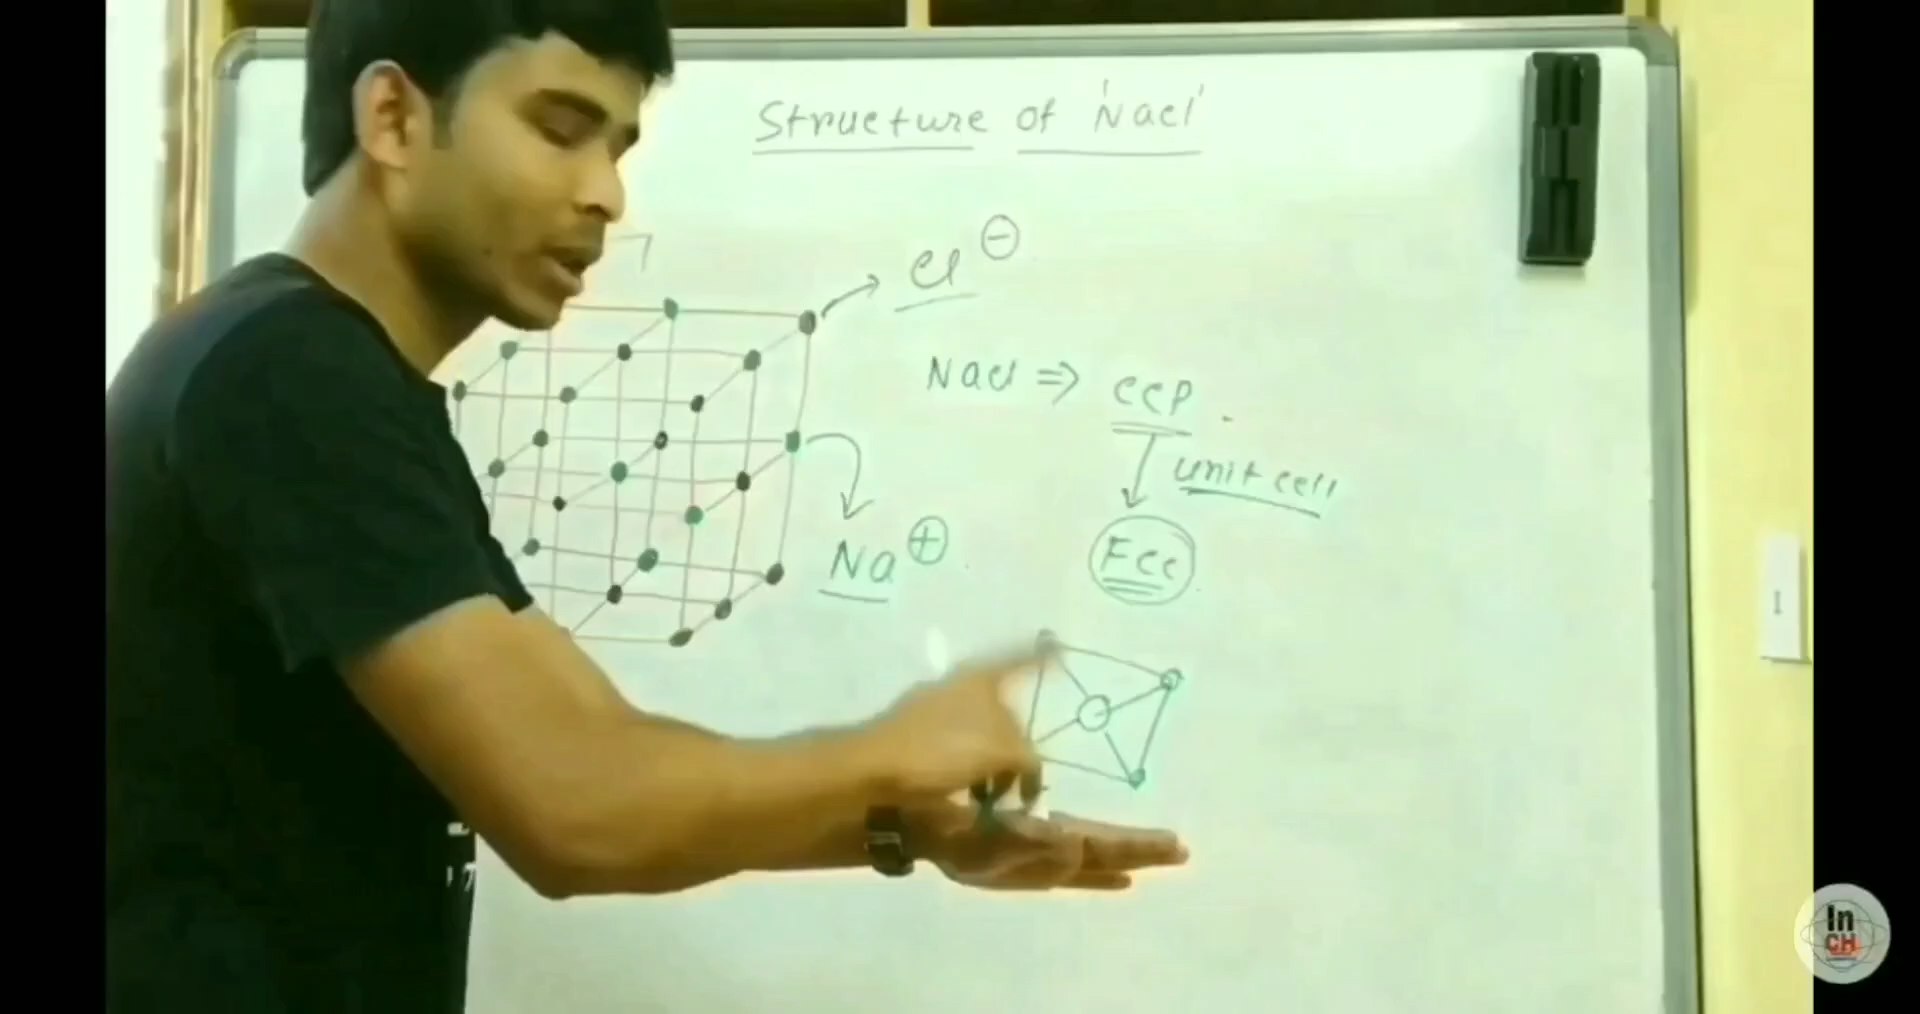 Structure of 'Nacl'
Cl ⊖
Nacl ⇒ CCP
unit cell
Na ⊕
Fcc
In
CH